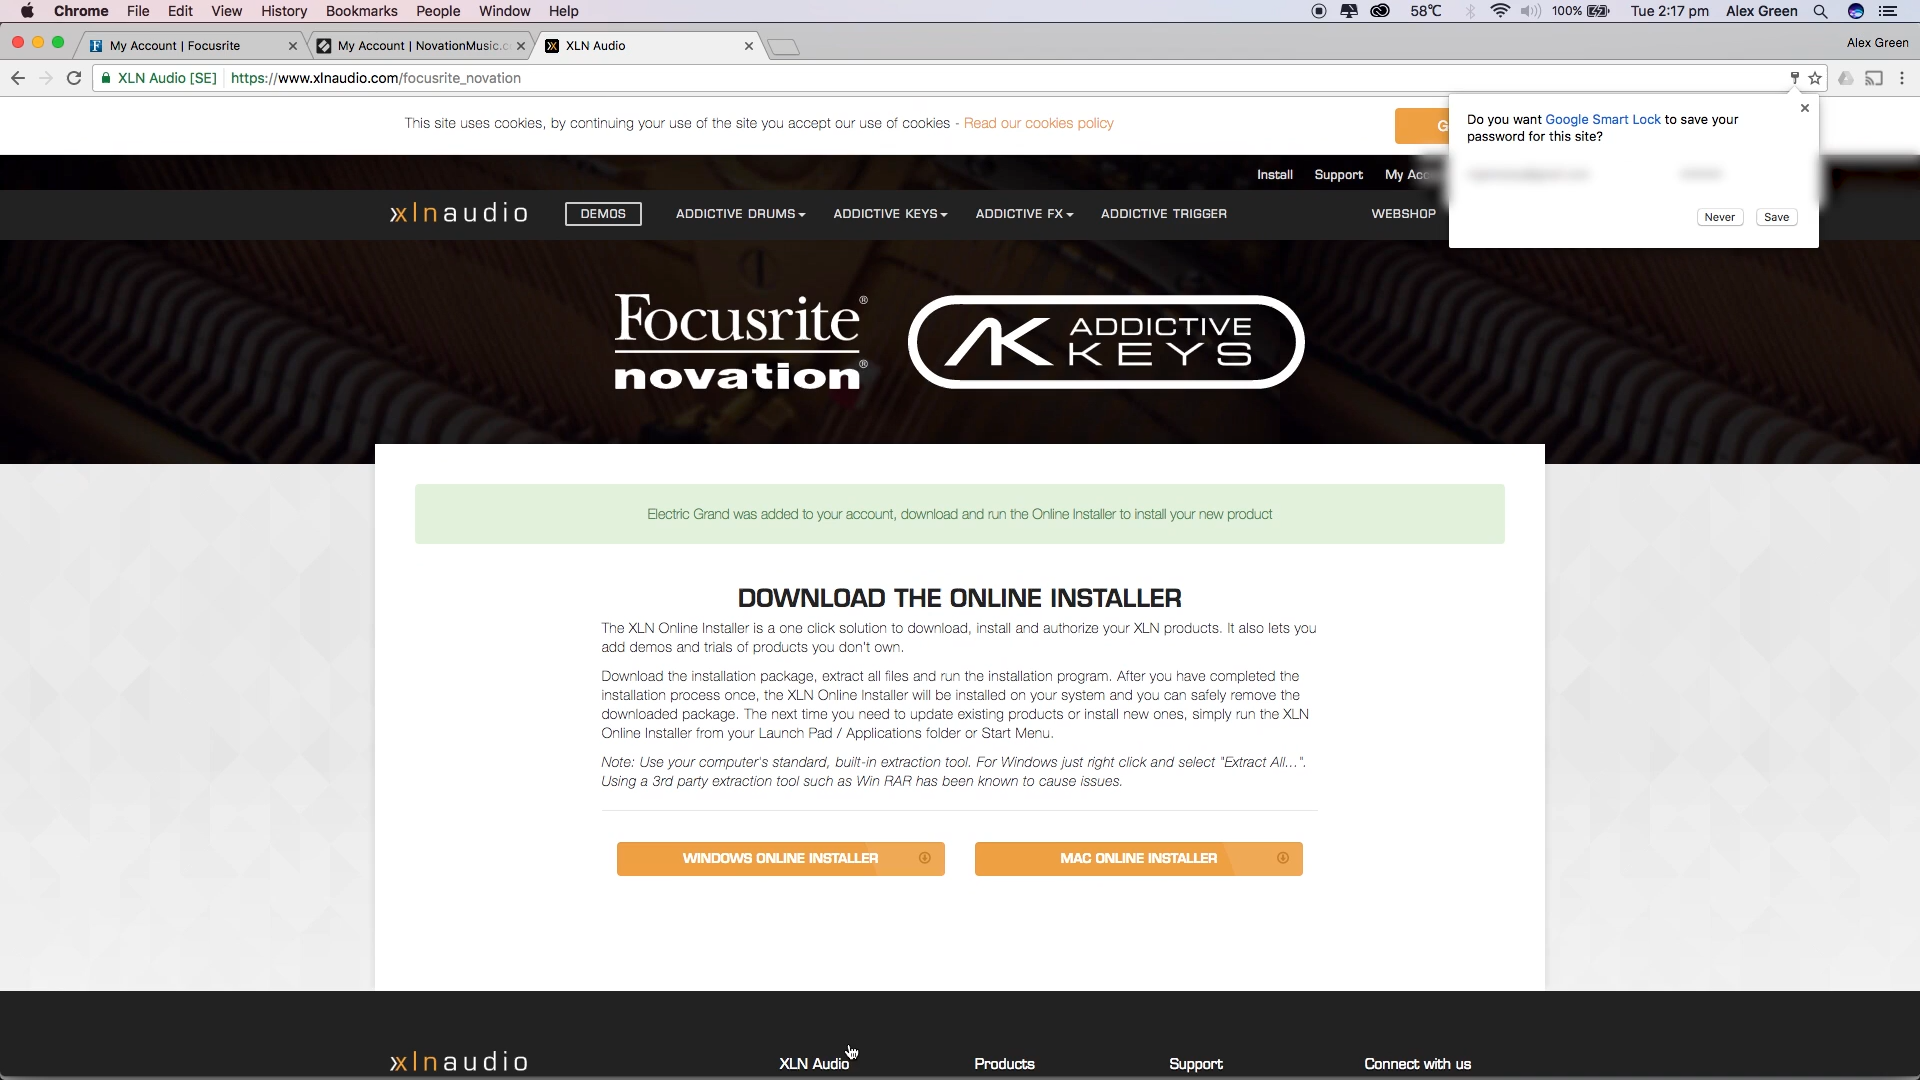 Chrome File Edit View History Bookmarks People Window Help 58°C 100% Tue 2:17 pm Alex Green
My Account | Focusrite My Account | NovationMusic.c XLN Audio Alex Green
XLN Audio [SE] https://www.xlnaudio.com/focusrite_novation
This site uses cookies, by continuing your use of the site you accept our use of cookies - Read our cookies policy
Do you want Google Smart Lock to save your
password for this site?
Never Save
Install Support My Acc
xlnaudio DEMOS ADDICTIVE DRUMS ADDICTIVE KEYS ADDICTIVE FX ADDICTIVE TRIGGER WEBSHOP
Focusrite®
novation®
AK ADDICTIVE
KEYS
Electric Grand was added to your account, download and run the Online Installer to install your new product
DOWNLOAD THE ONLINE INSTALLER
The XLN Online Installer is a one click solution to download, install and authorize your XLN products. It also lets you
add demos and trials of products you don't own.
Download the installation package, extract all files and run the installation program. After you have completed the
installation process once, the XLN Online Installer will be installed on your system and you can safely remove the
downloaded package. The next time you need to update existing products or install new ones, simply run the XLN
Online Installer from your Launch Pad / Applications folder or Start Menu.
Note: Use your computer's standard, built-in extraction tool. For Windows just right click and select "Extract All...".
Using a 3rd party extraction tool such as Win RAR has been known to cause issues.
WINDOWS ONLINE INSTALLER MAC ONLINE INSTALLER
xlnaudio XLN Audio Products Support Connect with us